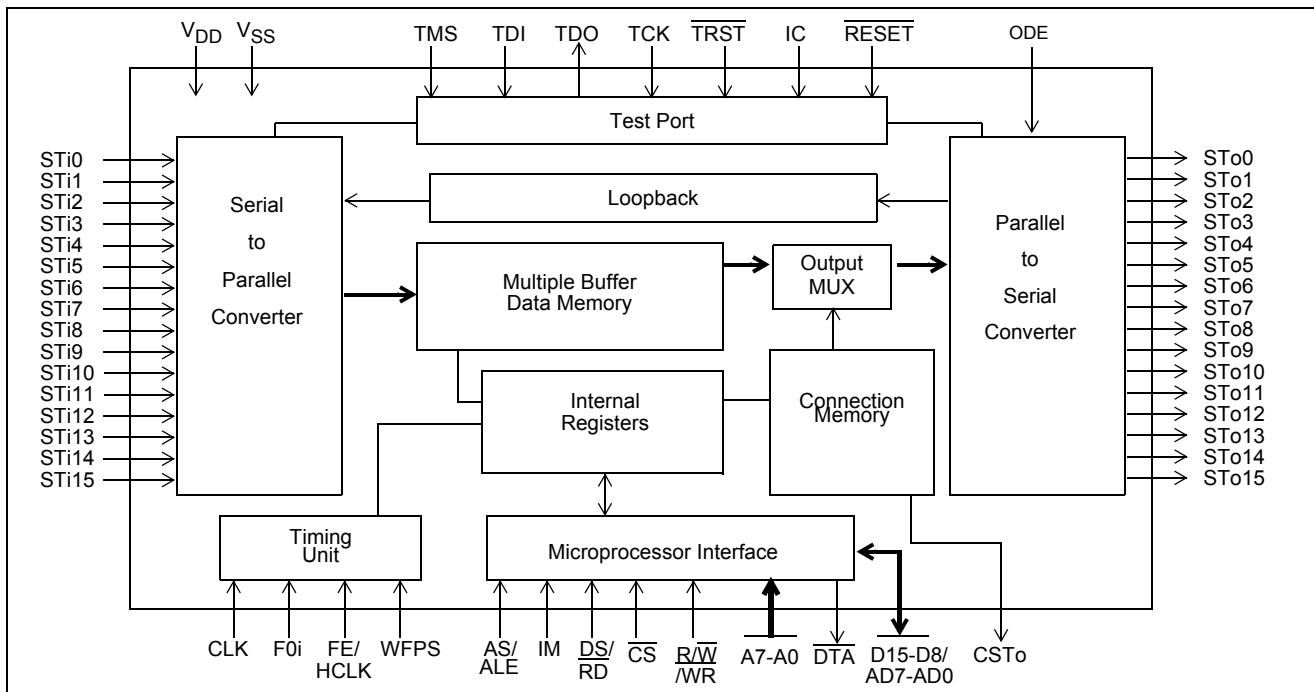 VDD VSS TMS TDI TDO TCK TRST IC RESET ODE
Test Port
STi0
STi1
STi2
STi3
STi4
STi5
STi6
STi7
STi8
STi9
STi10
STi11
STi12
STi13
STi14
STi15
Serial
to
Parallel
Converter
Loopback
Multiple Buffer
Data Memory
Output
MUX
Parallel
to
Serial
Converter
STo0
STo1
STo2
STo3
STo4
STo5
STo6
STo7
STo8
STo9
STo10
STo11
STo12
STo13
STo14
STo15
Internal
Registers
Connection
Memory
Timing
Unit
Microprocessor Interface
CLK
F0i
FE/
HCLK
WFPS
AS/
ALE
IM
DS/
RD
CS
R/W
/WR
A7-A0
DTA
D15-D8/
AD7-AD0
CSTo